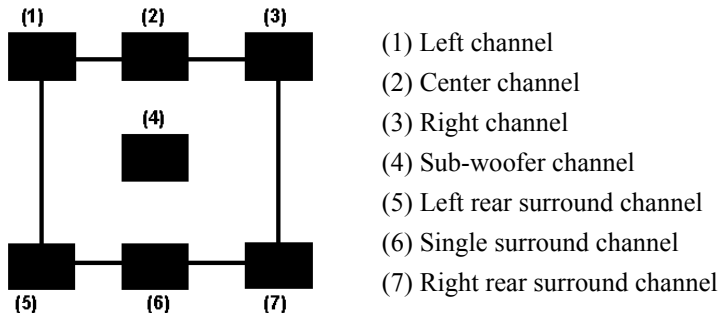 (1) (2) (3)
(4)
(5) (6) (7)
(1) Left channel
(2) Center channel
(3) Right channel
(4) Sub-woofer channel
(5) Left rear surround channel
(6) Single surround channel
(7) Right rear surround channel